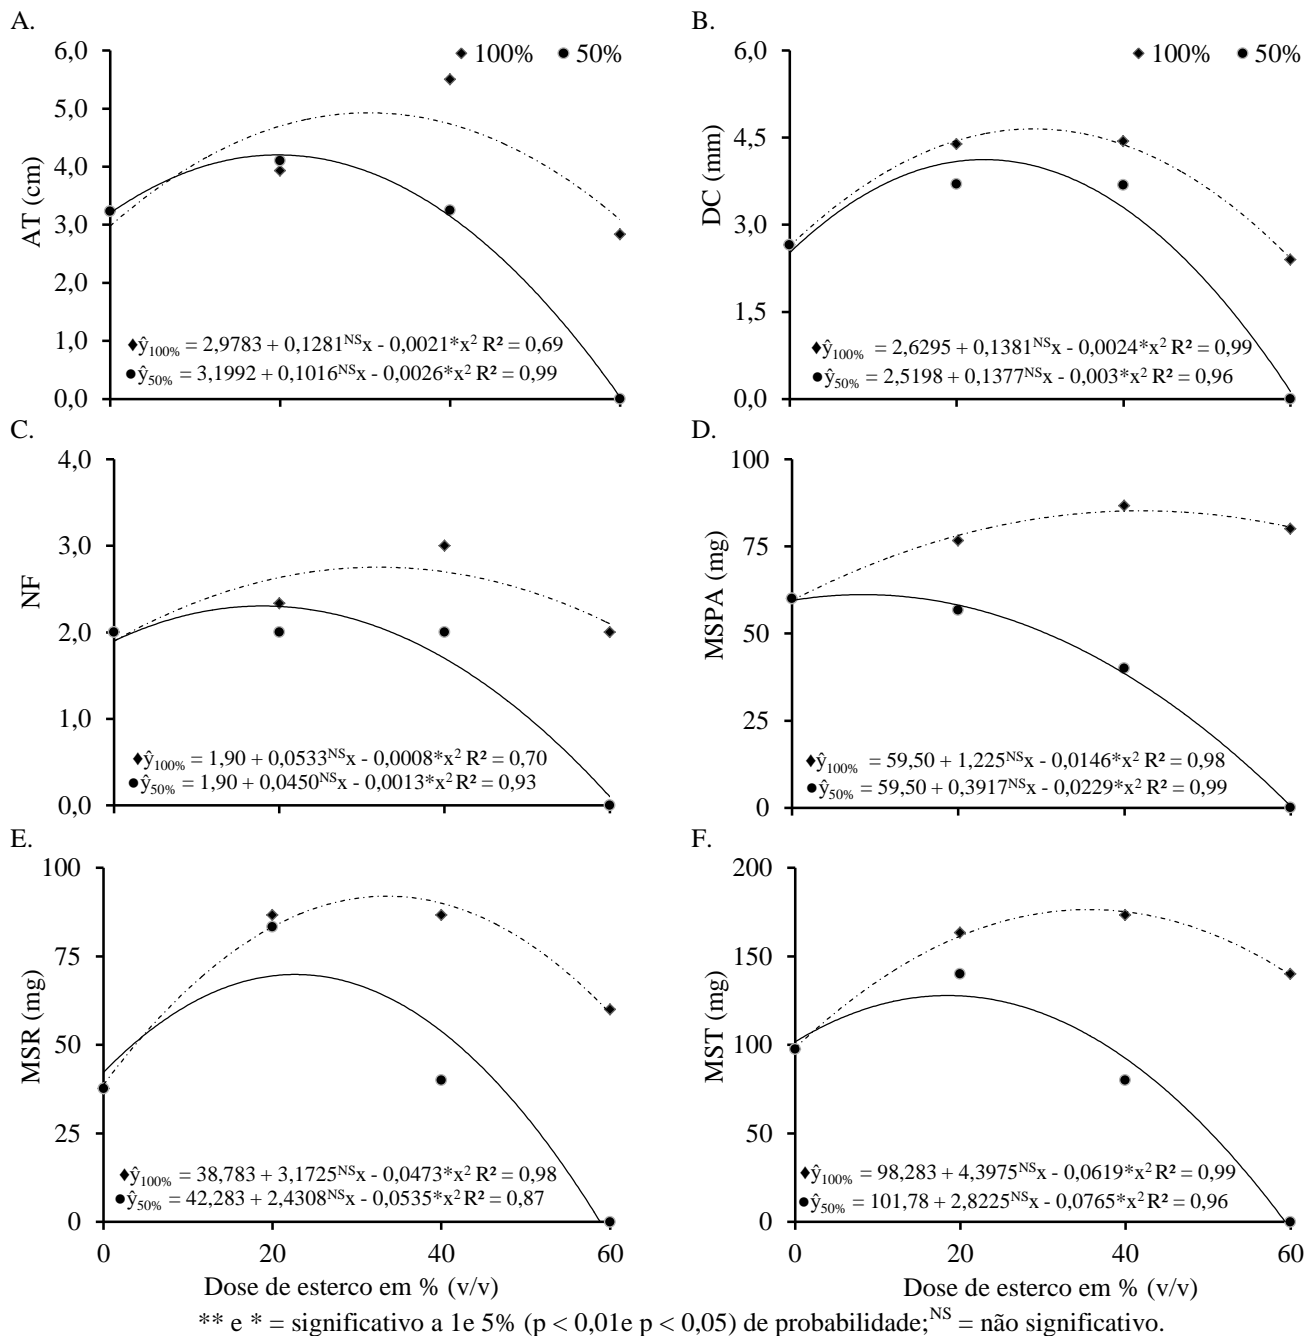 A.
6,0
5,0
4,0
3,0
2,0
1,0
0,0
AT (cm)
100% 50%
ŷ100% = 2,9783 + 0,1281NSx - 0,0021*x2 R² = 0,69
ŷ50% = 3,1992 + 0,1016NSx - 0,0026*x2 R² = 0,99
B.
6,0
4,5
3,0
1,5
0,0
DC (mm)
100% 50%
ŷ100% = 2,6295 + 0,1381NSx - 0,0024*x2 R² = 0,99
ŷ50% = 2,5198 + 0,1377NSx - 0,003*x2 R² = 0,96
C.
4,0
3,0
2,0
1,0
0,0
NF
ŷ100% = 1,90 + 0,0533NSx - 0,0008*x2 R² = 0,70
ŷ50% = 1,90 + 0,0450NSx - 0,0013*x2 R² = 0,93
D.
100
75
50
25
0
MSPA (mg)
ŷ100% = 59,50 + 1,225NSx - 0,0146*x2 R² = 0,98
ŷ50% = 59,50 + 0,3917NSx - 0,0229*x2 R² = 0,99
E.
100
75
50
25
0
MSR (mg)
ŷ100% = 38,783 + 3,1725NSx - 0,0473*x2 R² = 0,98
ŷ50% = 42,283 + 2,4308NSx - 0,0535*x2 R² = 0,87
0 20 40 60
Dose de esterco em % (v/v)
F.
200
150
100
50
0
MST (mg)
ŷ100% = 98,283 + 4,3975NSx - 0,0619*x2 R² = 0,99
ŷ50% = 101,78 + 2,8225NSx - 0,0765*x2 R² = 0,96
0 20 40 60
Dose de esterco em % (v/v)
** e * = significativo a 1e 5% (p < 0,01e p < 0,05) de probabilidade;NS = não significativo.